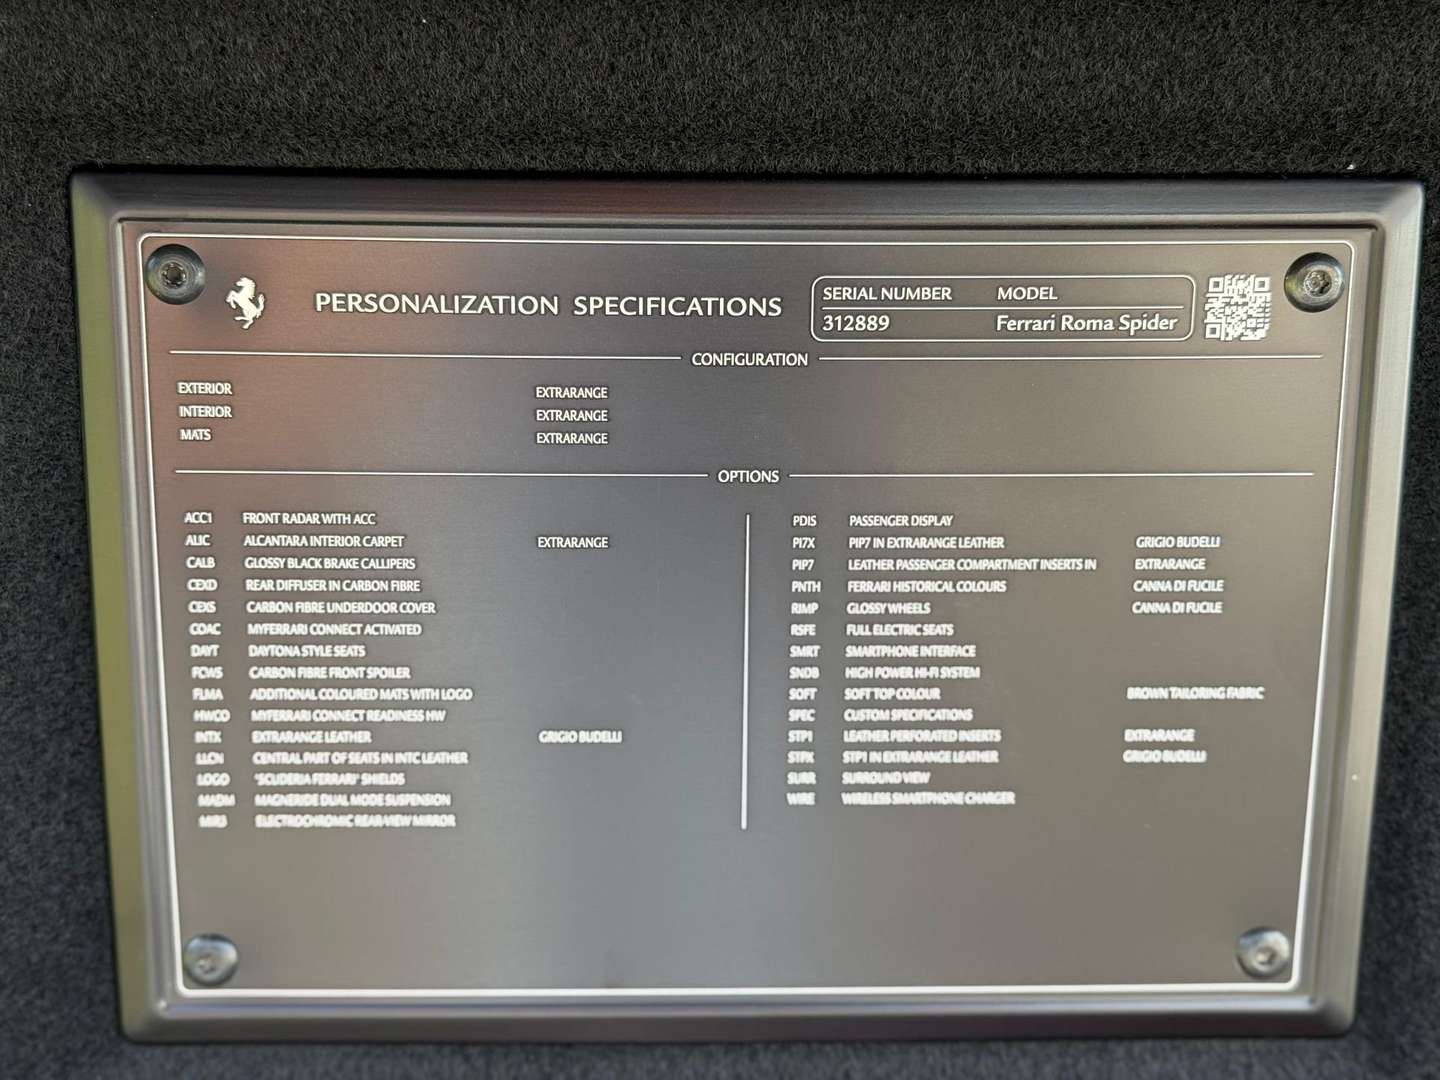 PERSONALIZATION SPECIFICATIONS
SERIAL NUMBER MODEL
312889 Ferrari Roma Spider
CONFIGURATION
EXTERIOR EXTRARANGE
INTERIOR EXTRARANGE
MATS EXTRARANGE
OPTIONS
ACC1 FRONT RADAR WITH ACC
ALIC ALCANTARA INTERIOR CARPET EXTRARANGE
CALB GLOSSY BLACK BRAKE CALLIPERS
CEXD REAR DIFFUSER IN CARBON FIBRE
CEXS CARBON FIBRE UNDERDOOR COVER
COAC MYFERRARI CONNECT ACTIVATED
DAYT DAYTONA STYLE SEATS
FCWS CARBON FIBRE FRONT SPOILER
FLMA ADDITIONAL COLOURED MATS WITH LOGO
HWCO MYFERRARI CONNECT READINESS HW
INTX EXTRARANGE LEATHER GRIGIO BUDELLI
LLCN CENTRAL PART OF SEATS IN INTC LEATHER
LOGO "SCUDERIA FERRARI" SHIELDS
MADM MAGNERIDE DUAL MODE SUSPENSION
MIR3 ELECTROCHROMIC REAR-VIEW MIRROR
PDIS PASSENGER DISPLAY
PI7X PIP7 IN EXTRARANGE LEATHER GRIGIO BUDELLI
PIP7 LEATHER PASSENGER COMPARTMENT INSERTS IN EXTRARANGE
PNTH FERRARI HISTORICAL COLOURS CANNA DI FUCILE
RIMP GLOSSY WHEELS CANNA DI FUCILE
RSFE FULL ELECTRIC SEATS
SMRT SMARTPHONE INTERFACE
SNDB HIGH POWER HI-FI SYSTEM
SOFT SOFT TOP COLOUR BROWN TAILORING FABRIC
SPEC CUSTOM SPECIFICATIONS
STP1 LEATHER PERFORATED INSERTS EXTRARANGE
STPX STP1 IN EXTRARANGE LEATHER GRIGIO BUDELLI
SURR SURROUND VIEW
WIRE WIRELESS SMARTPHONE CHARGER